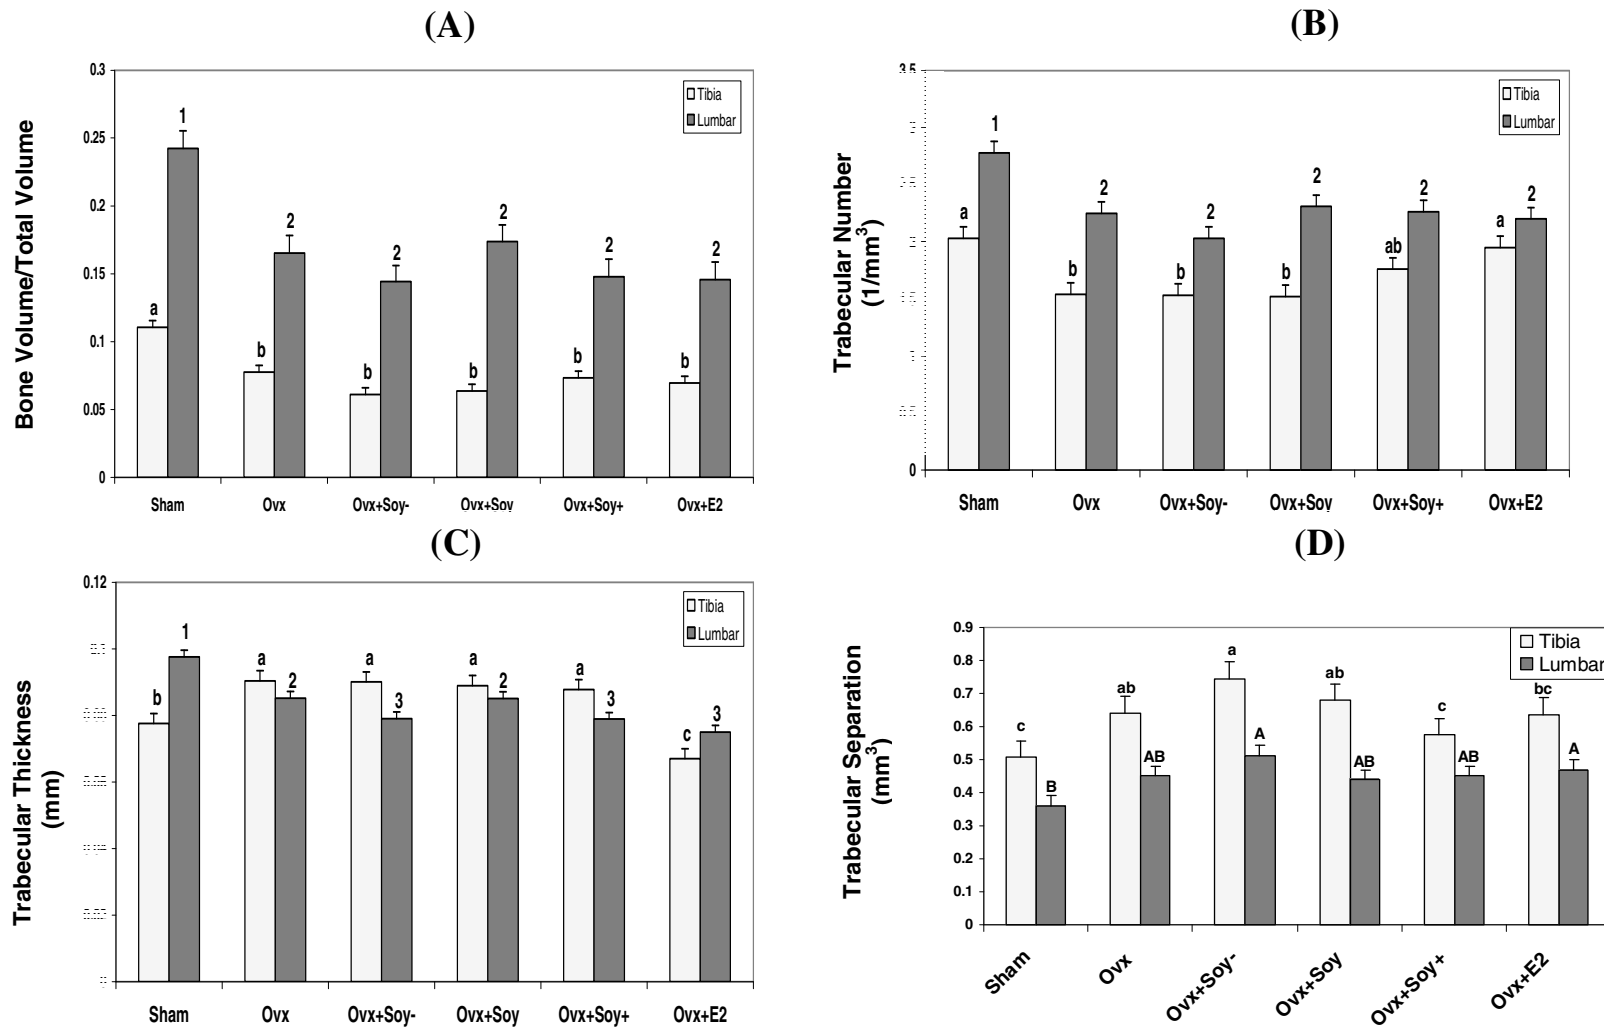 (A)
Bone Volume/Total Volume
0.3
0.25
0.2
0.15
0.1
0.05
0
Tibia
Lumbar
a 1
b 2
b 2
b 2
b 2
b 2
Sham Ovx Ovx+Soy- Ovx+Soy Ovx+Soy+ Ovx+E2
(B)
Trabecular Number
(1/mm³)
3.5
0
Tibia
Lumbar
a 1
b 2
b 2
b 2
ab 2
a 2
Sham Ovx Ovx+Soy- Ovx+Soy Ovx+Soy+ Ovx+E2
(C)
Trabecular Thickness
(mm)
0.12
Tibia
Lumbar
b 1
a 2
a 3
a 2
a 3
c 3
Sham Ovx Ovx+Soy- Ovx+Soy Ovx+Soy+ Ovx+E2
(D)
Trabecular Separation
(mm³)
0.9
0.8
0.7
0.6
0.5
0.4
0.3
0.2
0.1
0
Tibia
Lumbar
c B
ab AB
a A
ab AB
c AB
bc A
Sham Ovx Ovx+Soy- Ovx+Soy Ovx+Soy+ Ovx+E2